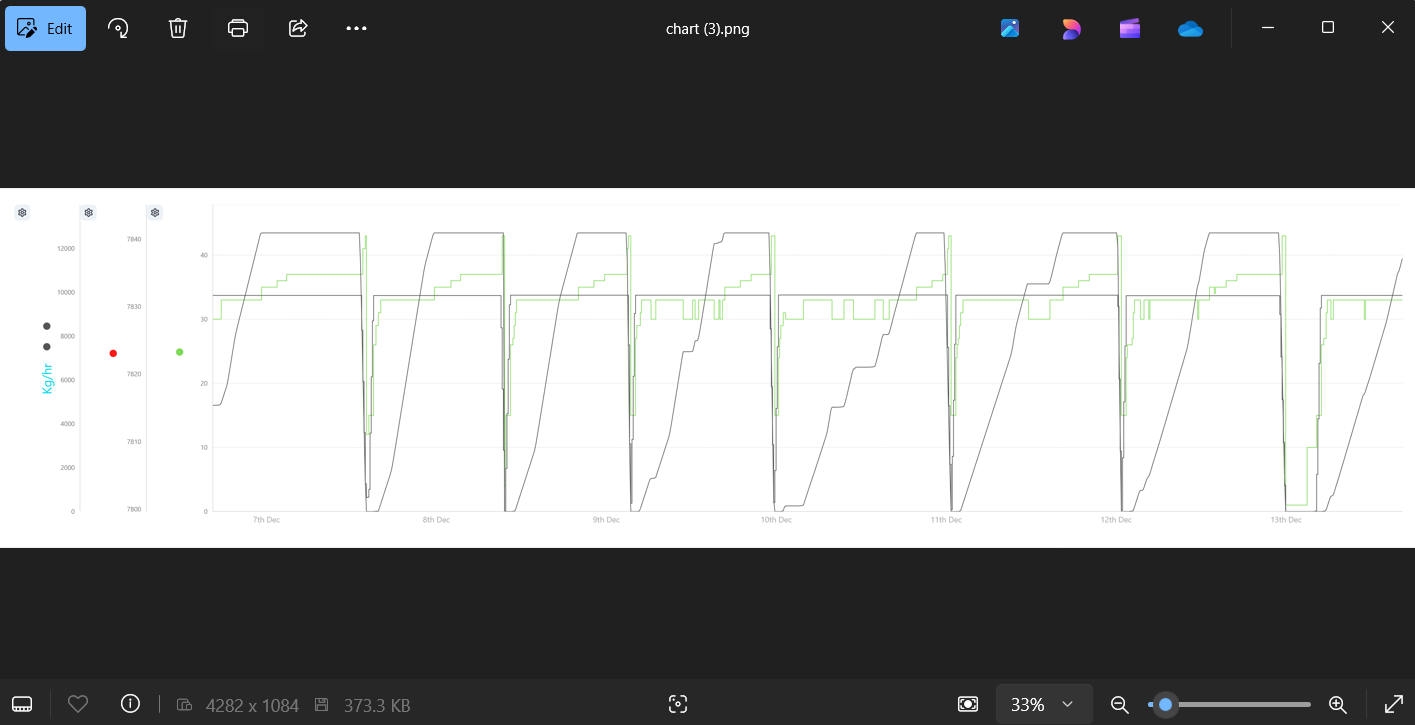 Edit
chart (3).png
12000
10000
8000
6000
4000
2000
0
Kg/hr
7840
7830
7820
7810
7800
40
30
20
10
0
7th Dec
8th Dec
9th Dec
10th Dec
11th Dec
12th Dec
13th Dec
4282 x 1084
373.3 KB
33%